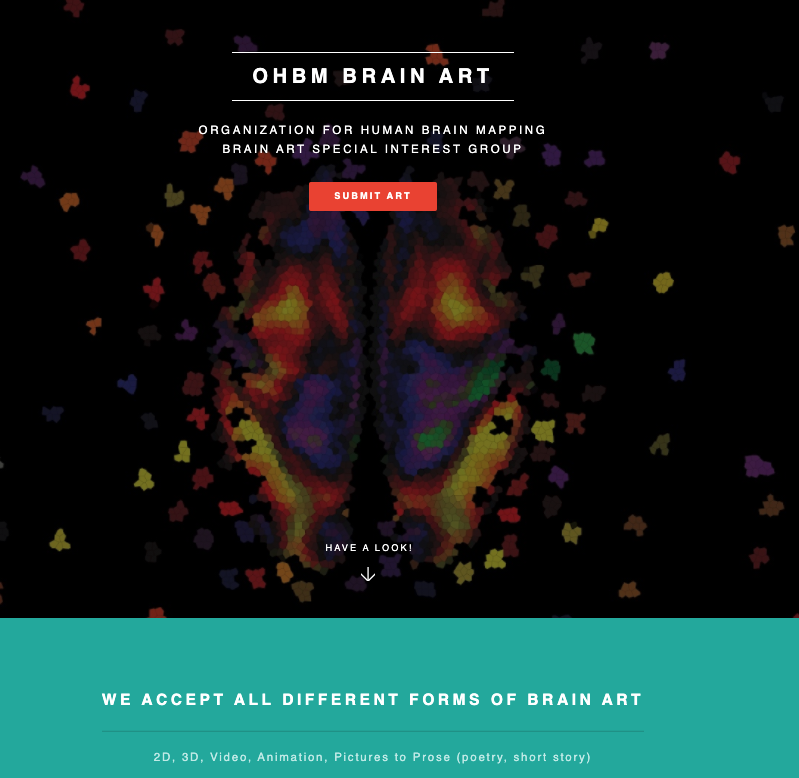 OHBM BRAIN ART
ORGANIZATION FOR HUMAN BRAIN MAPPING
BRAIN ART SPECIAL INTEREST GROUP
SUBMIT ART
HAVE A LOOK!
WE ACCEPT ALL DIFFERENT FORMS OF BRAIN ART
2D, 3D, Video, Animation, Pictures to Prose (poetry, short story)